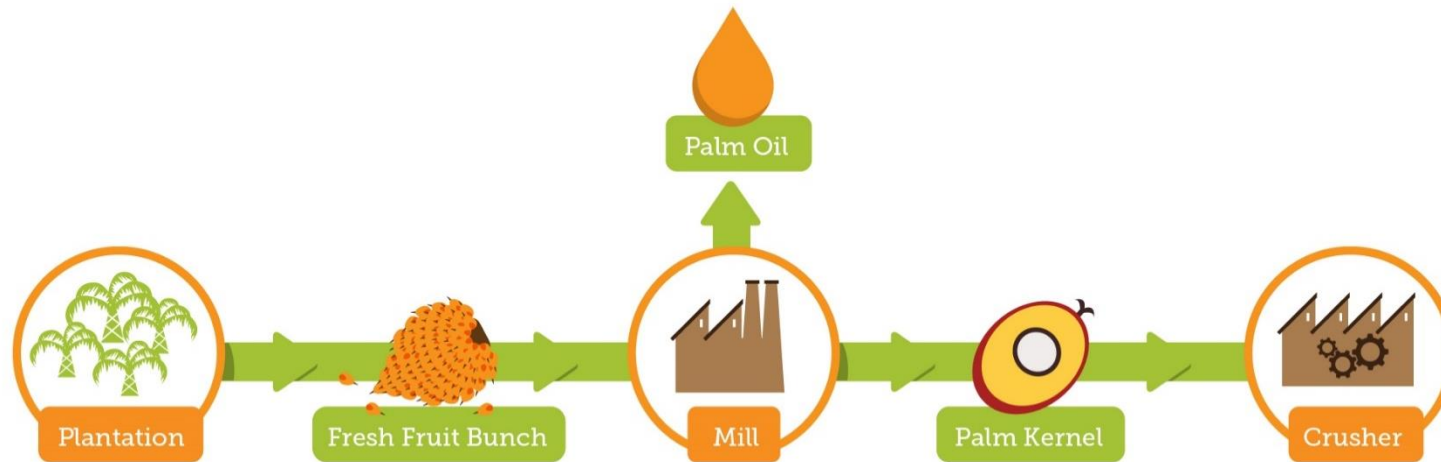 Palm Oil
Plantation
Fresh Fruit Bunch
Mill
Palm Kernel
Crusher